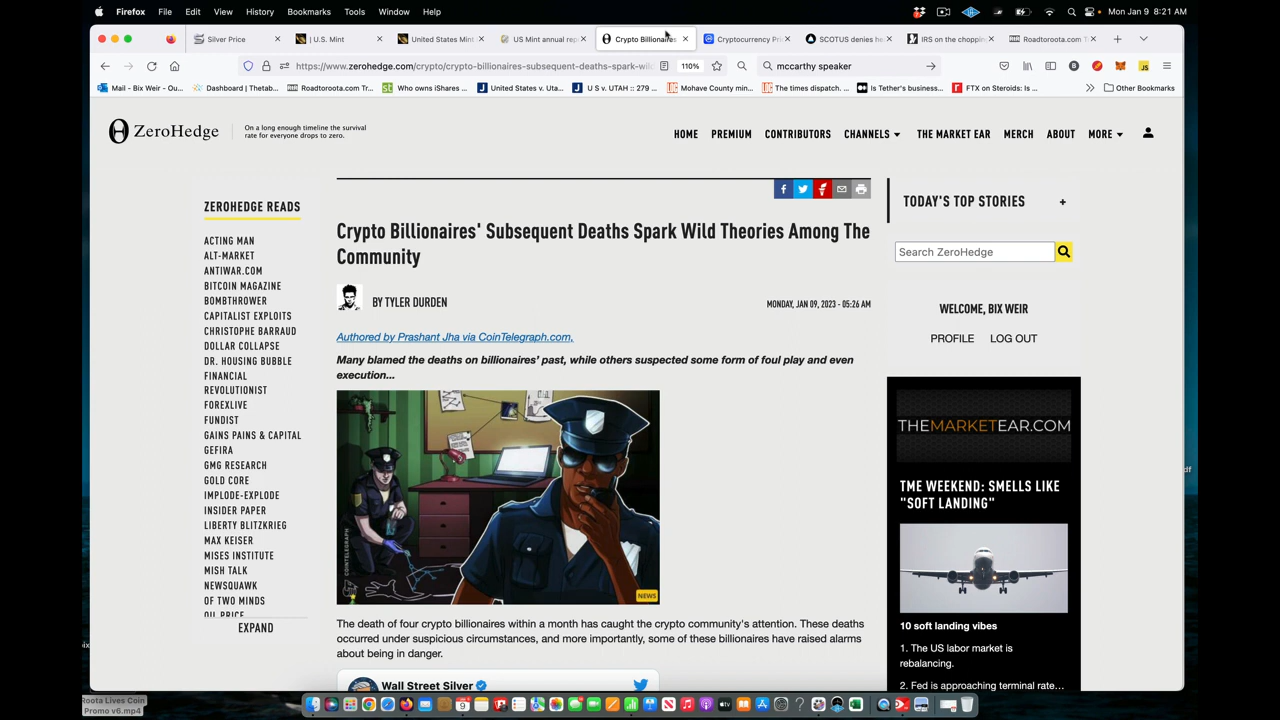 Firefox File Edit View History Bookmarks Tools Window Help Mon Jan 9 8:21 AM
Silver Price | U.S. Mint United States Mint US Mint annual rep Crypto Billionaires Cryptocurrency Pri SCOTUS denies he IRS on the chopping Roadtoroota.com T
https://www.zerohedge.com/crypto/crypto-billionaires-subsequent-deaths-spark-wil 110% mccarthy speaker
Mail - Bix Weir - Ou... Dashboard | Thetab... Roadtoroota.com Tr... Who owns iShares ... United States v. Uta... U S v. UTAH :: 279 ... Mohave County min... The times dispatch. ... Is Tether's business... FTX on Steroids: Is ... Other Bookmarks
ZeroHedge
On a long enough timeline the survival
rate for everyone drops to zero.
HOME PREMIUM CONTRIBUTORS CHANNELS THE MARKET EAR MERCH ABOUT MORE
ZEROHEDGE READS
ACTING MAN
ALT-MARKET
ANTIWAR.COM
BITCOIN MAGAZINE
BOMBTHROWER
CAPITALIST EXPLOITS
CHRISTOPHE BARRAUD
DOLLAR COLLAPSE
DR. HOUSING BUBBLE
FINANCIAL
REVOLUTIONIST
FOREXLIVE
FUNDIST
GAINS PAINS & CAPITAL
GEFIRA
GMG RESEARCH
GOLD CORE
IMPLODE-EXPLODE
INSIDER PAPER
LIBERTY BLITZKRIEG
MAX KEISER
MISES INSTITUTE
MISH TALK
NEWSQUAWK
OF TWO MINDS
OIL PRICE
EXPAND
Crypto Billionaires' Subsequent Deaths Spark Wild Theories Among The
Community
BY TYLER DURDEN
MONDAY, JAN 09, 2023 - 05:26 AM
Authored by Prashant Jha via CoinTelegraph.com,
Many blamed the deaths on billionaires' past, while others suspected some form of foul play and even
execution...
COINTELEGRAPH
NEWS
The death of four crypto billionaires within a month has caught the crypto community's attention. These deaths
occurred under suspicious circumstances, and more importantly, some of these billionaires have raised alarms
about being in danger.
Wall Street Silver
TODAY'S TOP STORIES +
Search ZeroHedge
WELCOME, BIX WEIR
PROFILE LOG OUT
THEMARKETEAR.COM
TME WEEKEND: SMELLS LIKE
"SOFT LANDING"
10 soft landing vibes
1. The US labor market is
rebalancing.
2. Fed is approaching terminal rate…
df
Roota Lives Coin
Promo v6.mp4